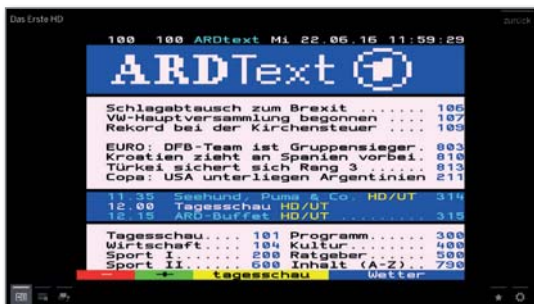 Das Erste HD
zurück
100 100 ARDtext Mi 22.06.16 11:59:29
ARDText 1
Schlagabtausch zum Brexit ....... 106
VW-Hauptversammlung begonnen .... 107
Rekord bei der Kirchensteuer .... 109
EURO: DFB-Team ist Gruppensieger. 803
Kroatien zieht an Spanien vorbei. 810
Türkei sichert sich Rang 3 ...... 813
Copa: USA unterliegen Argentinien 211
11.35 Seehund, Puma & Co. HD/UT 314
12.00 Tagesschau HD/UT
12.15 ARD-Buffet HD/UT ........ 315
Tagesschau.... 101 Programm..... 300
Wirtschaft.... 104 Kultur....... 400
Sport I....... 200 Ratgeber..... 500
Sport II...... 600 Inhalt (A-Z).. 790
- + tagesschau Wetter